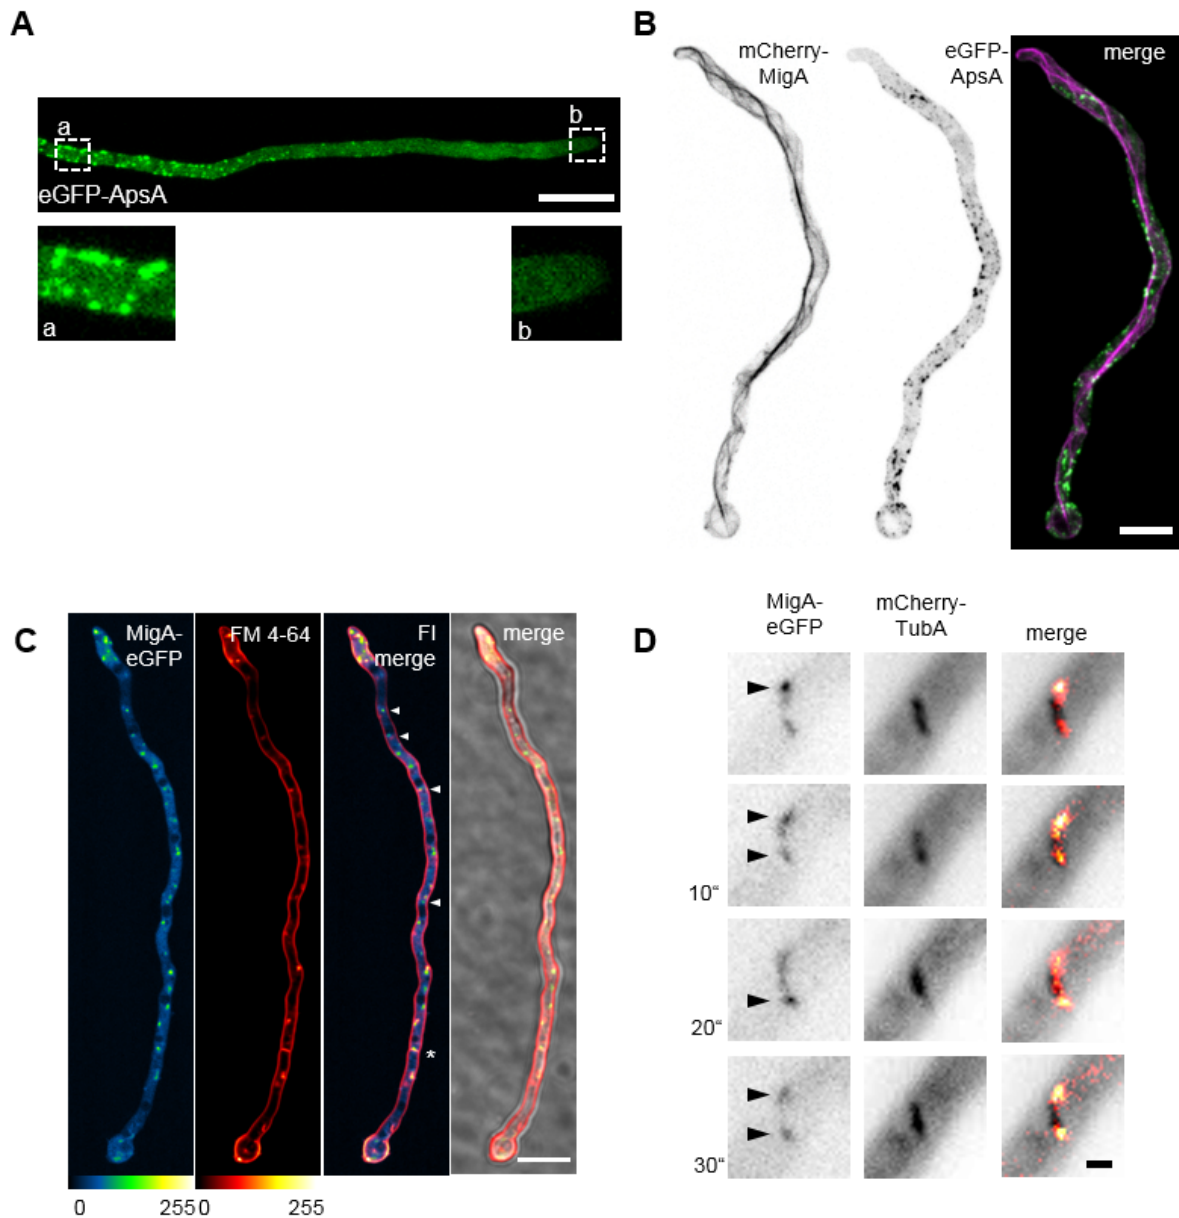 A
a
b
eGFP-ApsA
a
b
B
mCherry-
MigA
eGFP-
ApsA
merge
C
MigA-
eGFP
FM 4-64
FI
merge
merge
*
0
255
0
255
D
MigA-
eGFP
mCherry-
TubA
merge
10“
20“
30“